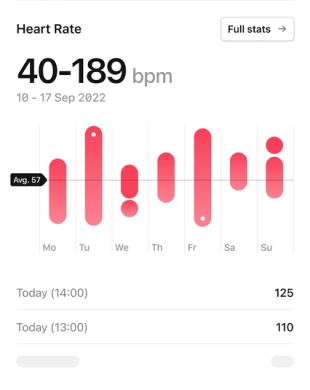 Heart Rate
Full stats →
40-189 bpm
10 - 17 Sep 2022
Avg. 57
Mo Tu We Th Fr Sa Su
Today (14:00) 125
Today (13:00) 110